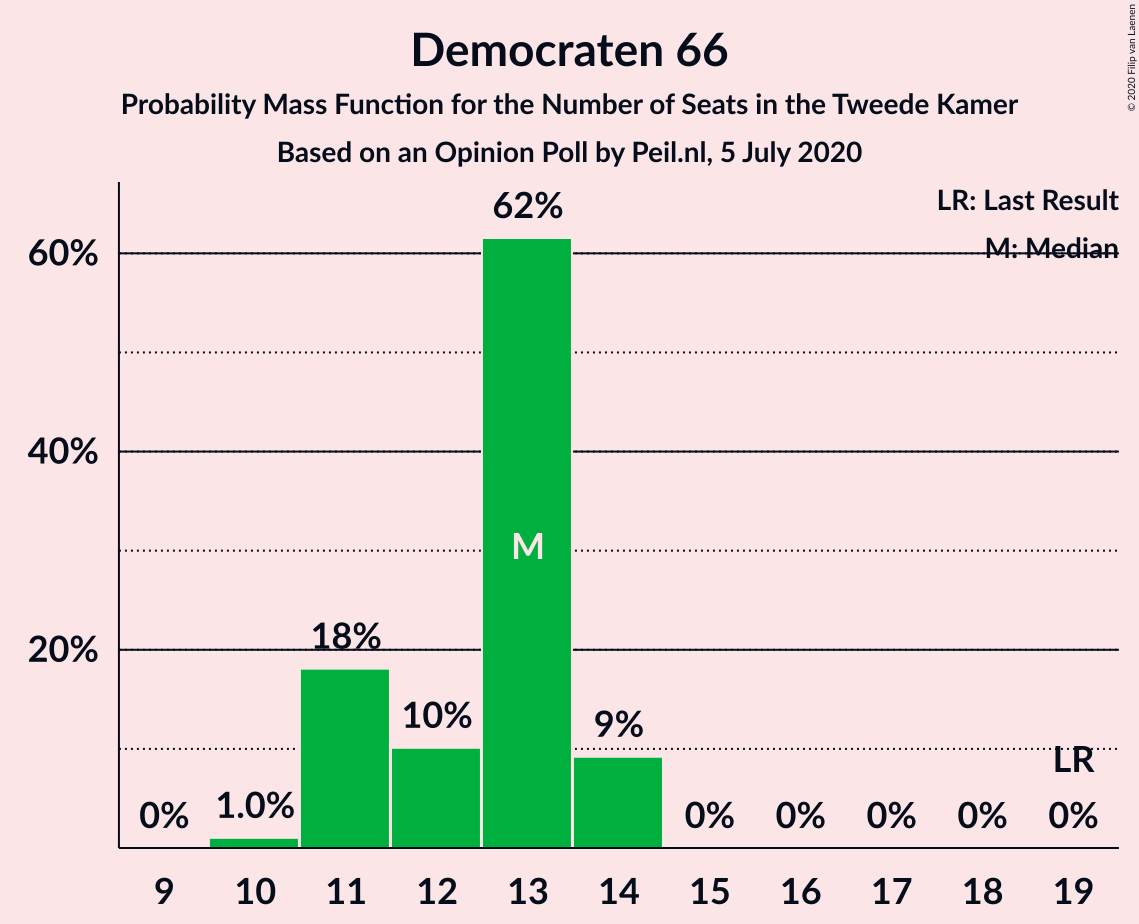 Democraten 66
Probability Mass Function for the Number of Seats in the Tweede Kamer
Based on an Opinion Poll by Peil.nl, 5 July 2020
© 2020 Filip van Laenen
LR: Last Result
M: Median
60%
40%
20%
0%
1.0%
18%
10%
62%
M
9%
0%
0%
0%
0%
LR
0%
9 10 11 12 13 14 15 16 17 18 19